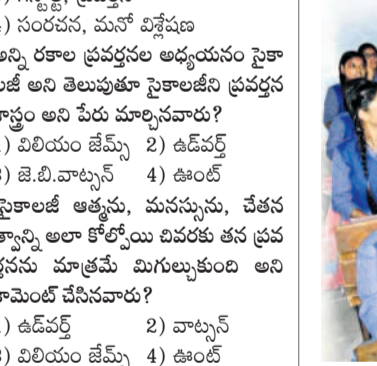 4) సంరచన, మనో విశ్లేషణ
అన్ని రకాల ప్రవర్తనల అధ్యయనం సైకా
లజీ అని తెలుపుతూ సైకాలజీని ప్రవర్తన
శాస్త్రం అని పేరు మార్చినవారు?
1) విలియం జేమ్స్ 2) ఉడ్‌వర్త్
3) జె.బి.వాట్సన్ 4) ఊంట్
సైకాలజీ ఆత్మను, మనస్సును, చేతన
త్వాన్ని అలా కోల్పోయి చివరకు తన ప్రవ
ర్తనను మాత్రమే మిగుల్చుకుంది అని
కామెంట్ చేసినవారు?
1) ఉడ్‌వర్త్ 2) వాట్సన్
3) విలియం జేమ్స్ 4) ఊంట్